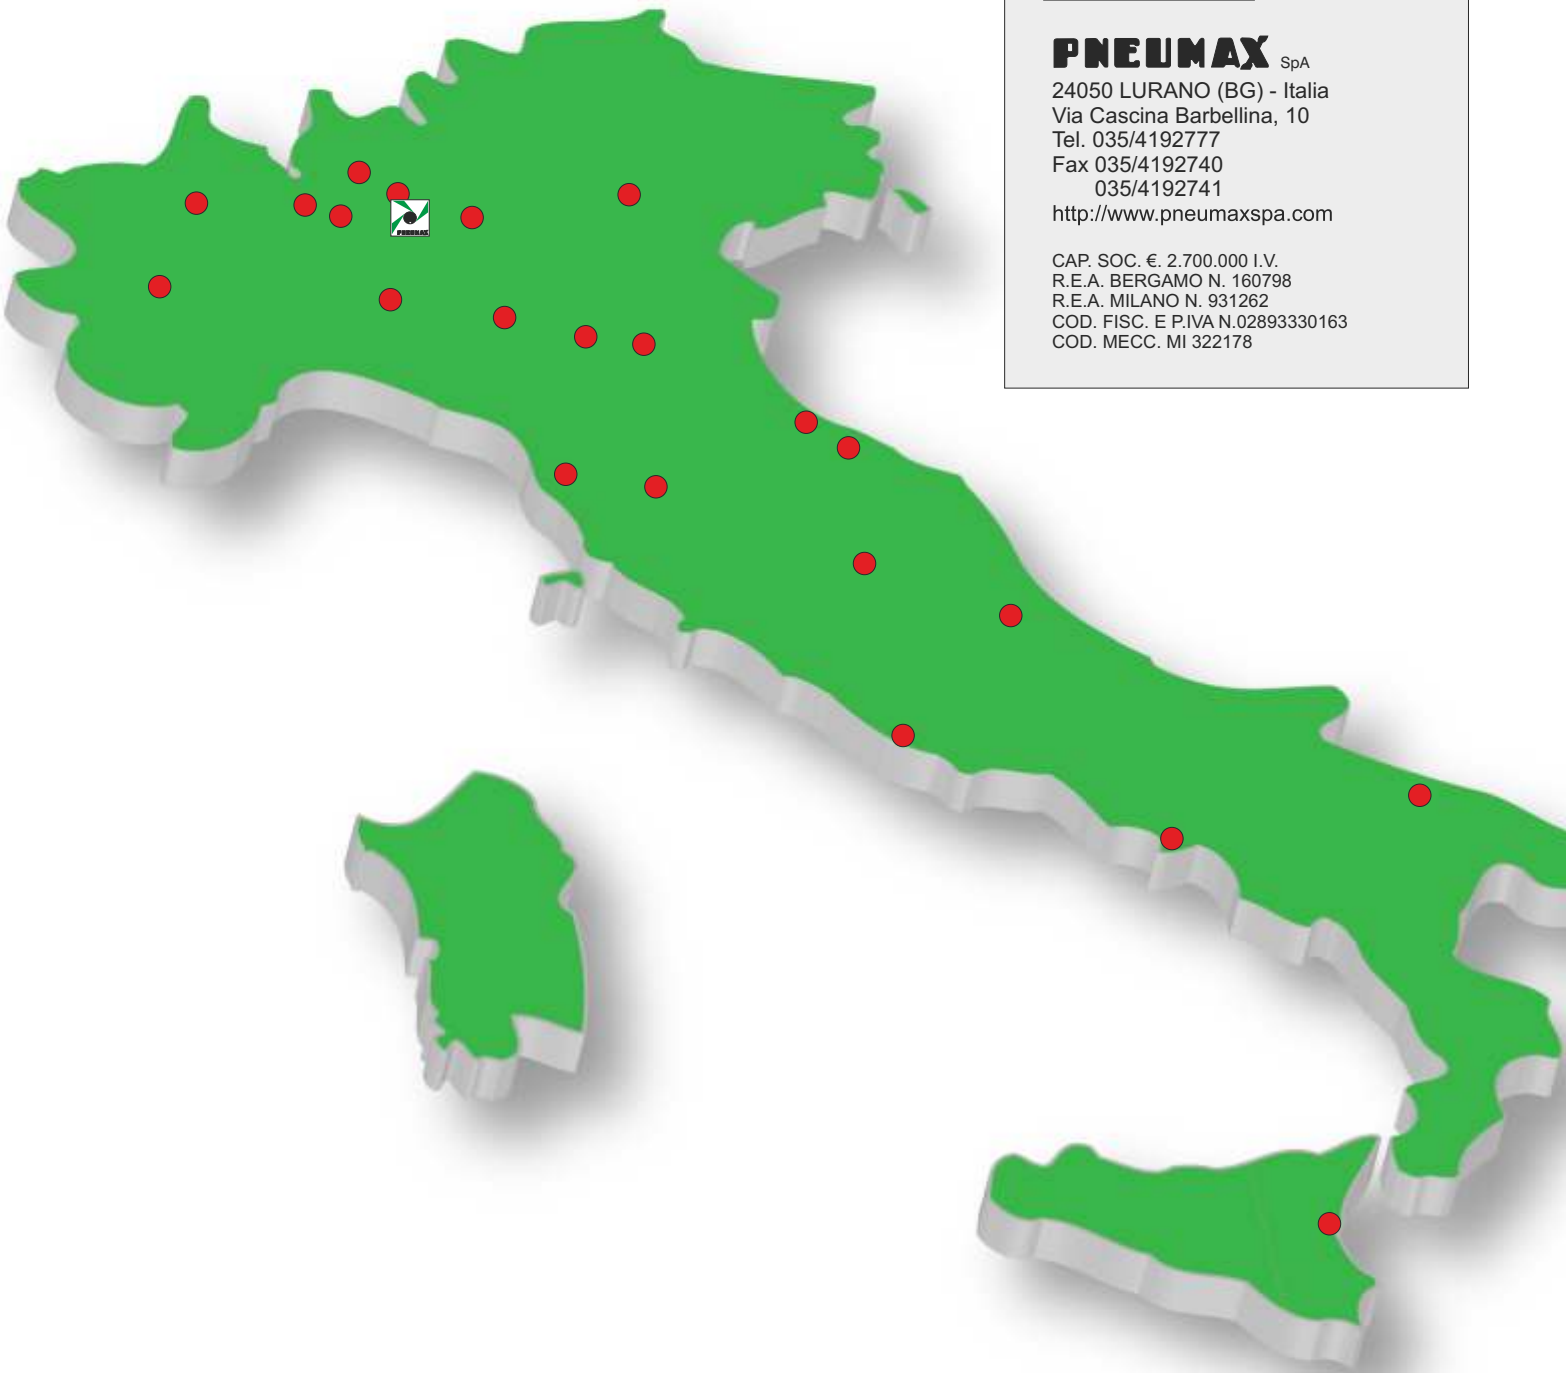 PNEUMAX SpA
24050 LURANO (BG) - Italia
Via Cascina Barbellina, 10
Tel. 035/4192777
Fax 035/4192740
035/4192741
http://www.pneumaxspa.com
CAP. SOC. €. 2.700.000 I.V.
R.E.A. BERGAMO N. 160798
R.E.A. MILANO N. 931262
COD. FISC. E P.IVA N.02893330163
COD. MECC. MI 322178
PNEUMAX